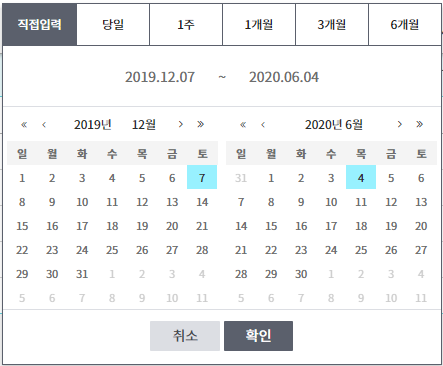 직접입력 당일 1주 1개월 3개월 6개월
2019.12.07 ~ 2020.06.04
« ‹ 2019년 12월 › » « ‹ 2020년 6월 › »
일 월 화 수 목 금 토 일 월 화 수 목 금 토
1 2 3 4 5 6 7 31 1 2 3 4 5 6
8 9 10 11 12 13 14 7 8 9 10 11 12 13
15 16 17 18 19 20 21 14 15 16 17 18 19 20
22 23 24 25 26 27 28 21 22 23 24 25 26 27
29 30 31 1 2 3 4 28 29 30 1 2 3 4
5 6 7 8 9 10 11 5 6 7 8 9 10 11
취소 확인